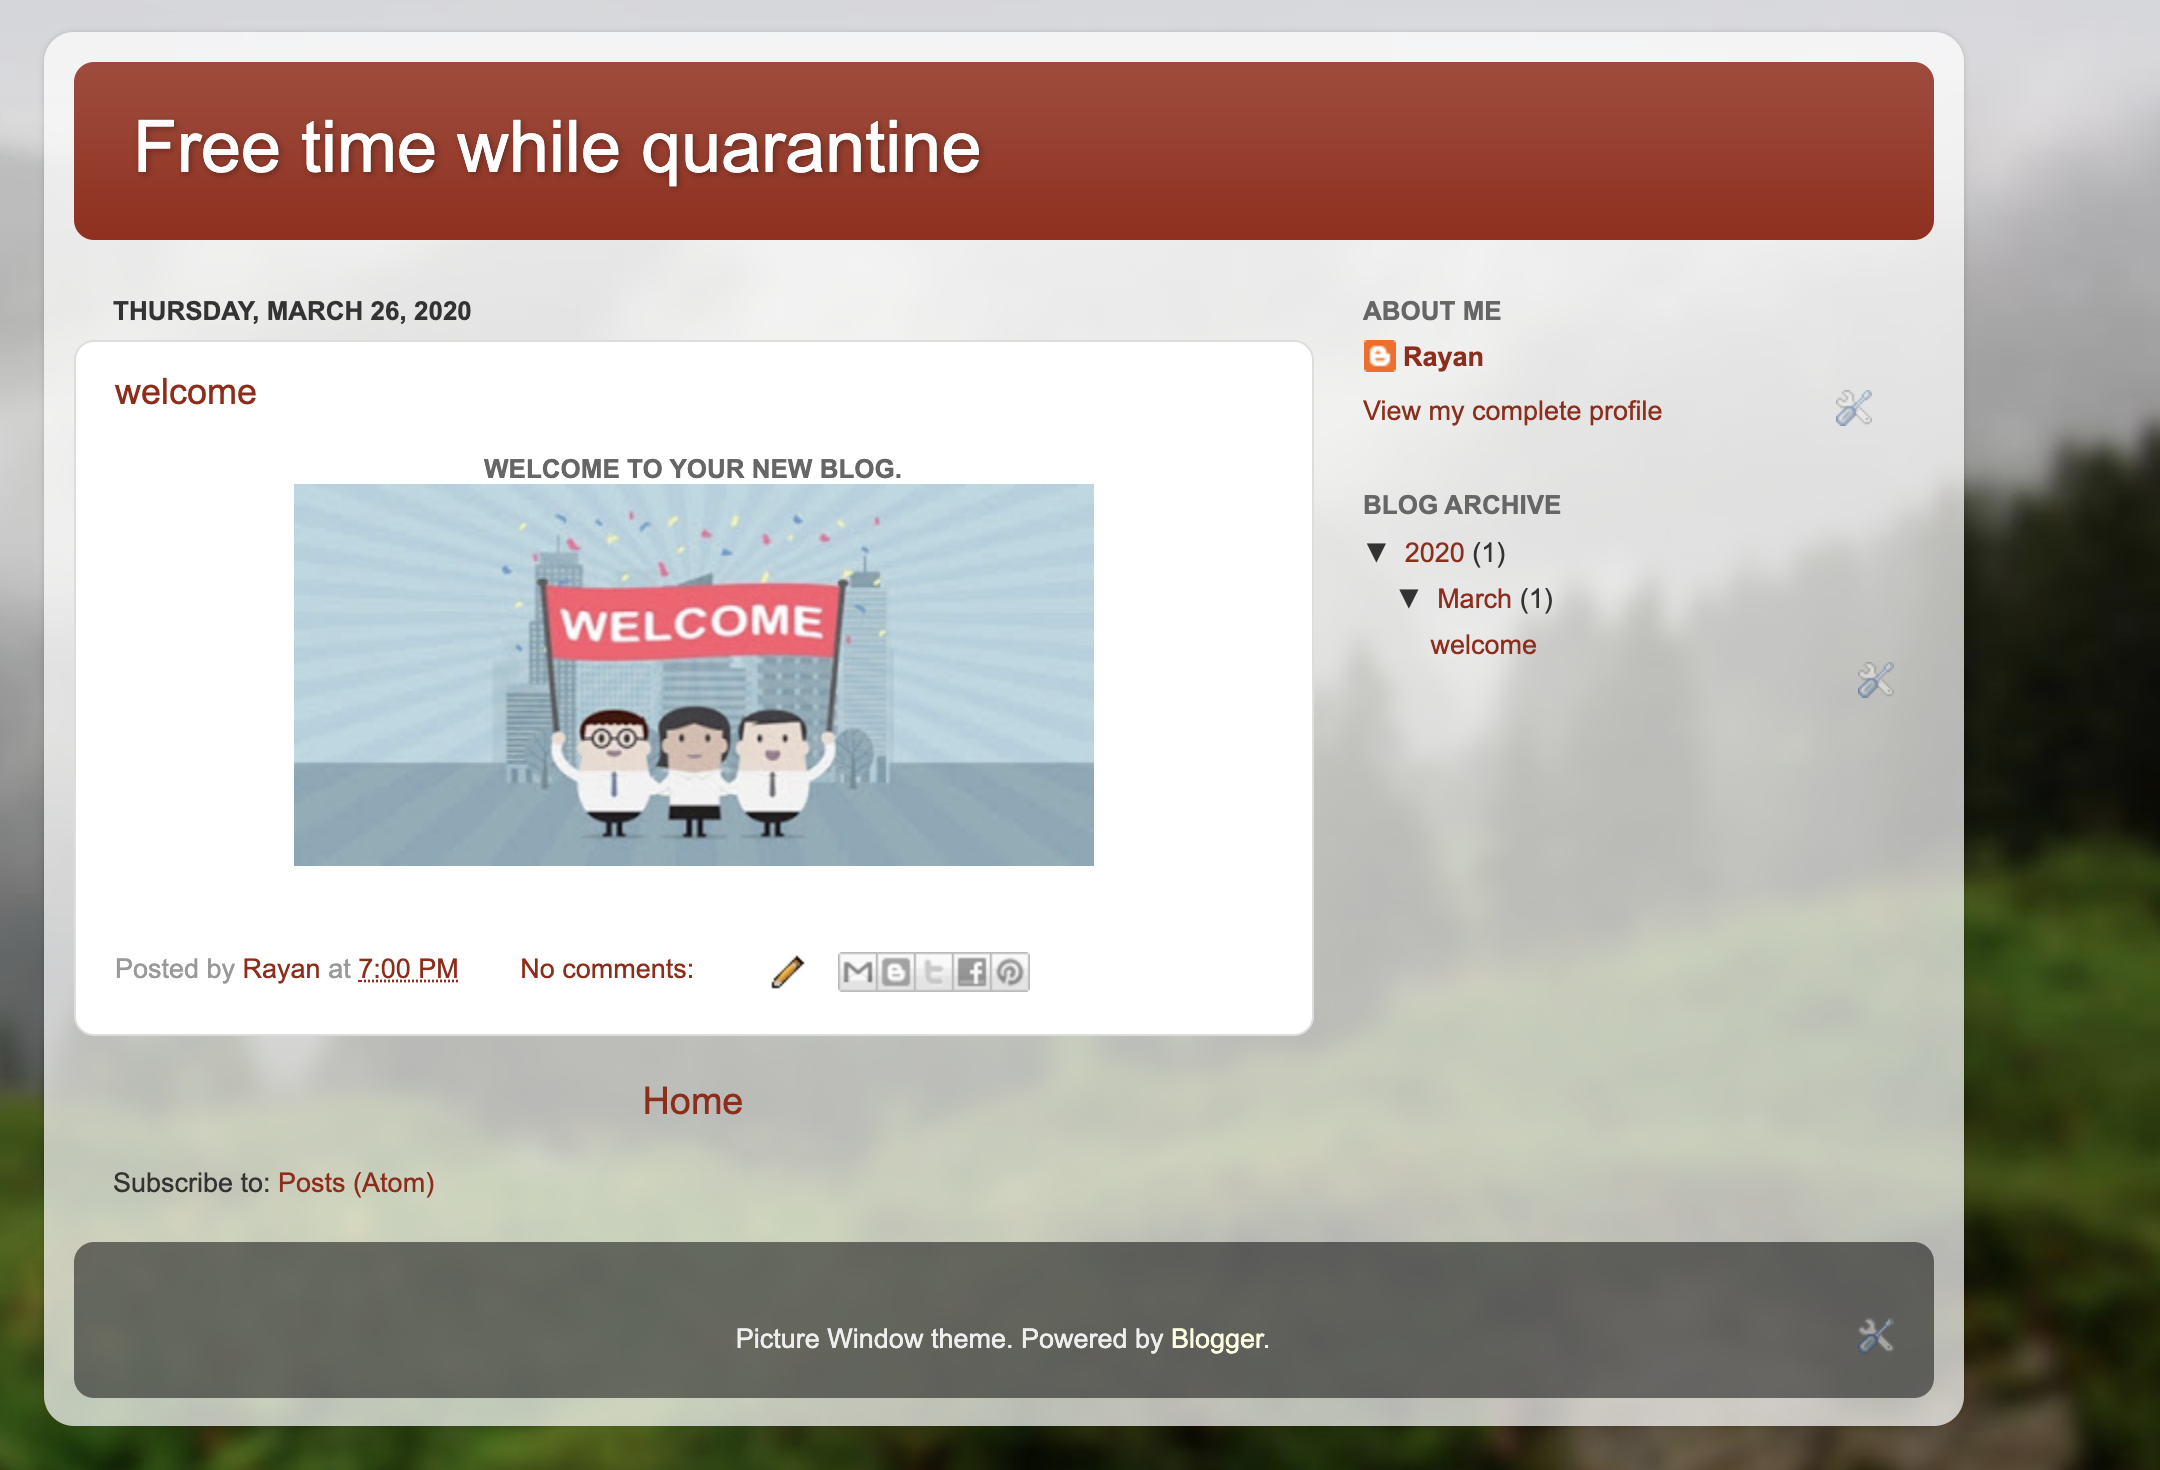 Free time while quarantine
THURSDAY, MARCH 26, 2020
welcome
WELCOME TO YOUR NEW BLOG.
WELCOME
Posted by Rayan at 7:00 PM No comments:
Home
Subscribe to: Posts (Atom)
ABOUT ME
Rayan
View my complete profile
BLOG ARCHIVE
▼ 2020 (1)
▼ March (1)
welcome
Picture Window theme. Powered by Blogger.